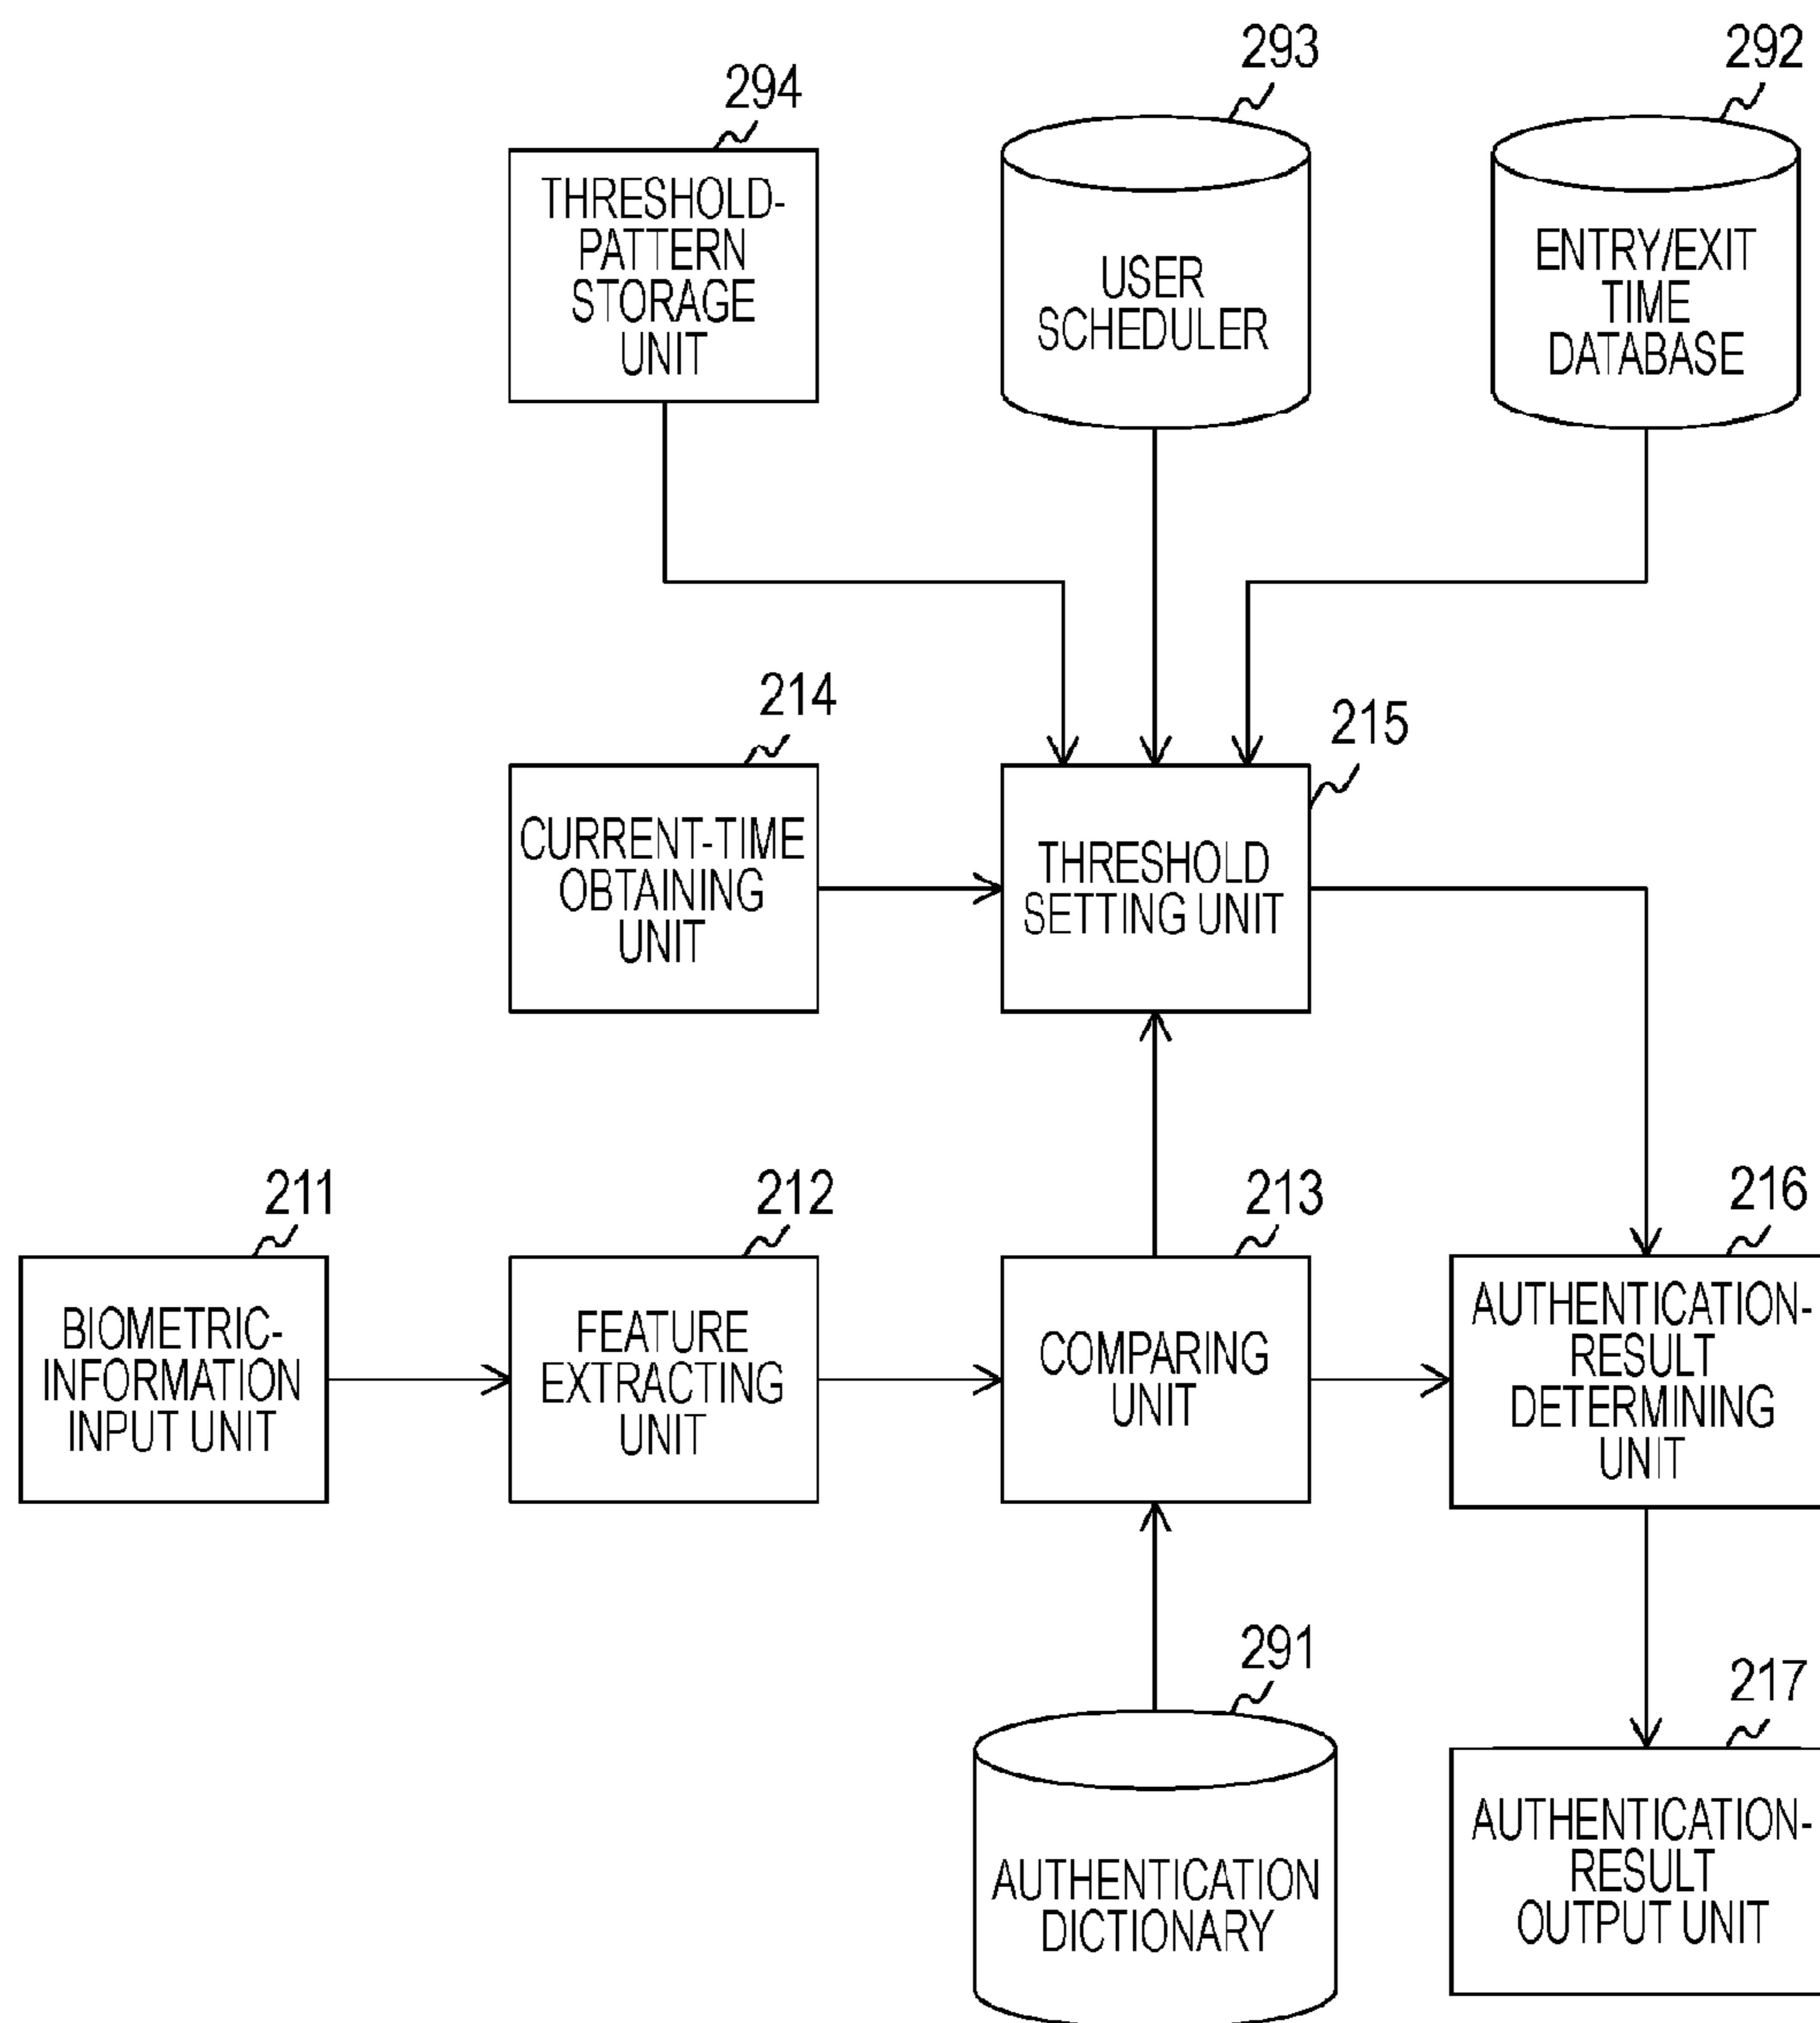 293
292
294
THRESHOLD-
PATTERN
STORAGE
UNIT
USER
SCHEDULER
ENTRY/EXIT
TIME
DATABASE
214
215
CURRENT-TIME
OBTAINING
UNIT
THRESHOLD
SETTING UNIT
211
212
213
216
BIOMETRIC-
INFORMATION
INPUT UNIT
FEATURE
EXTRACTING
UNIT
COMPARING
UNIT
AUTHENTICATION-
RESULT
DETERMINING
UNIT
291
217
AUTHENTICATION
DICTIONARY
AUTHENTICATION-
RESULT
OUTPUT UNIT